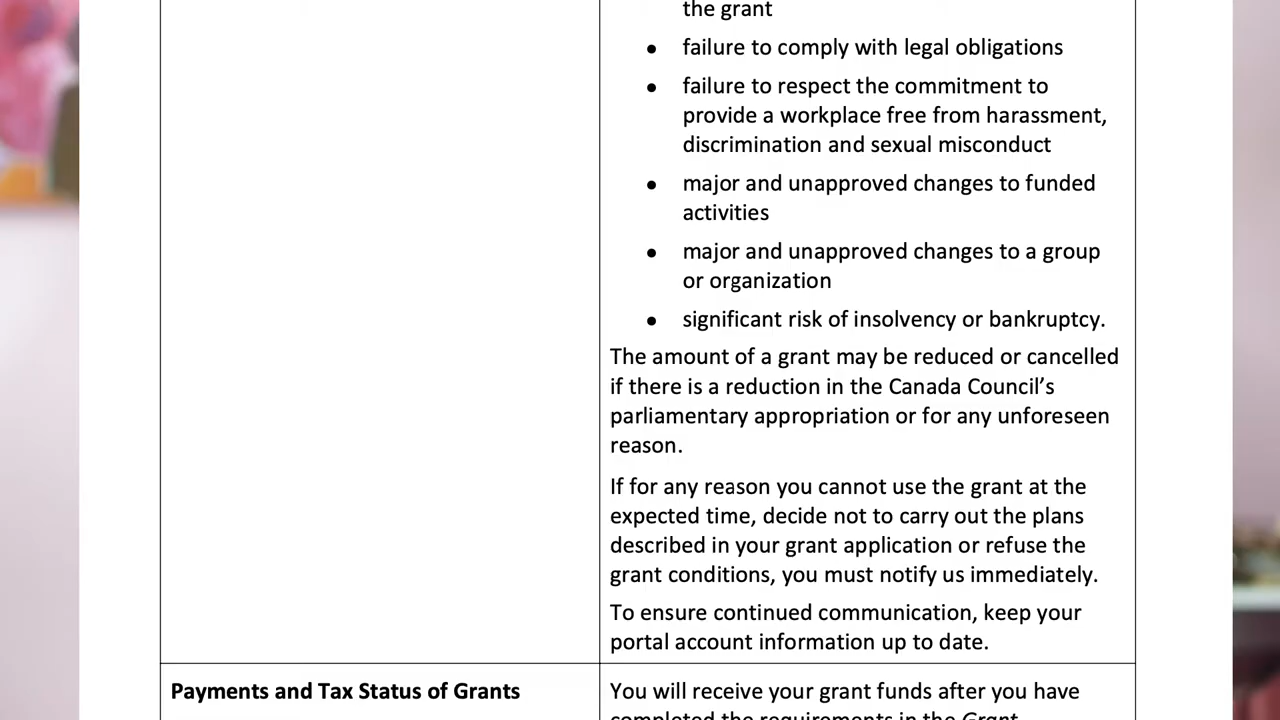 the grant
● failure to comply with legal obligations
● failure to respect the commitment to
provide a workplace free from harassment,
discrimination and sexual misconduct
● major and unapproved changes to funded
activities
● major and unapproved changes to a group
or organization
● significant risk of insolvency or bankruptcy.
The amount of a grant may be reduced or cancelled
if there is a reduction in the Canada Council’s
parliamentary appropriation or for any unforeseen
reason.
If for any reason you cannot use the grant at the
expected time, decide not to carry out the plans
described in your grant application or refuse the
grant conditions, you must notify us immediately.
To ensure continued communication, keep your
portal account information up to date.
Payments and Tax Status of Grants
You will receive your grant funds after you have
completed the requirements in the Grant